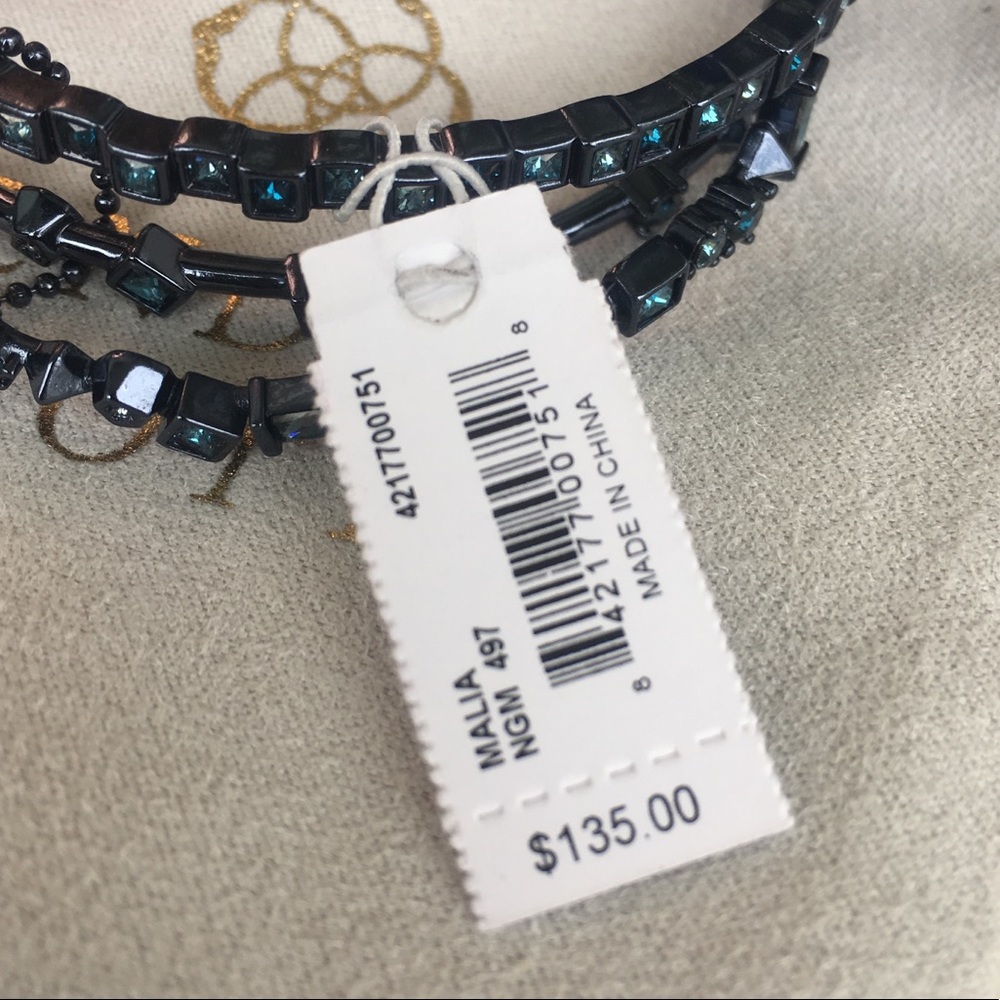 4217700751
8 42177 00751 8
MADE IN CHINA
MALIA
NGM 497
$135.00